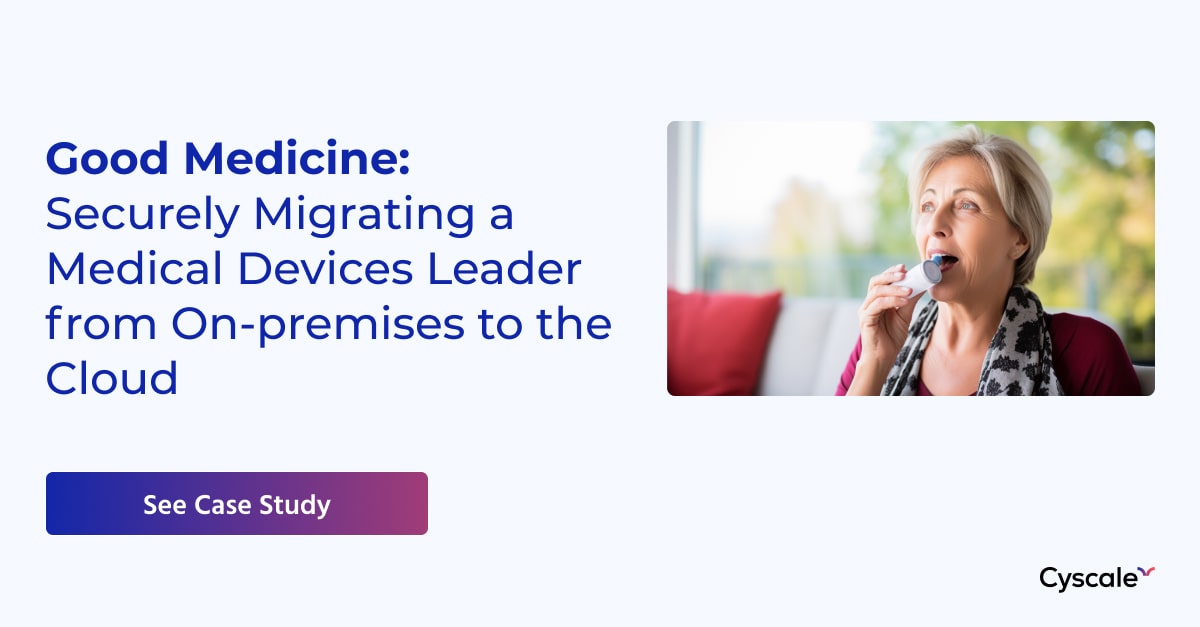 Good Medicine:
Securely Migrating a
Medical Devices Leader
from On-premises to the
Cloud
See Case Study
Cyscale